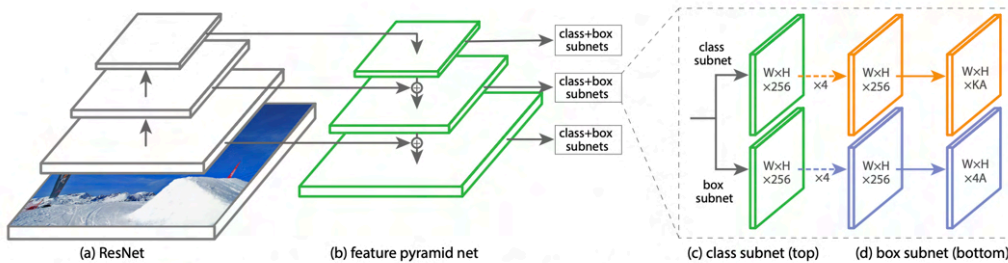 class+box
subnets
class+box
subnets
class+box
subnets
class
subnet
W×H
×256
×4
W×H
×256
W×H
×KA
W×H
×256
×4
W×H
×256
W×H
×4A
box
subnet
(a) ResNet
(b) feature pyramid net
(c) class subnet (top)
(d) box subnet (bottom)